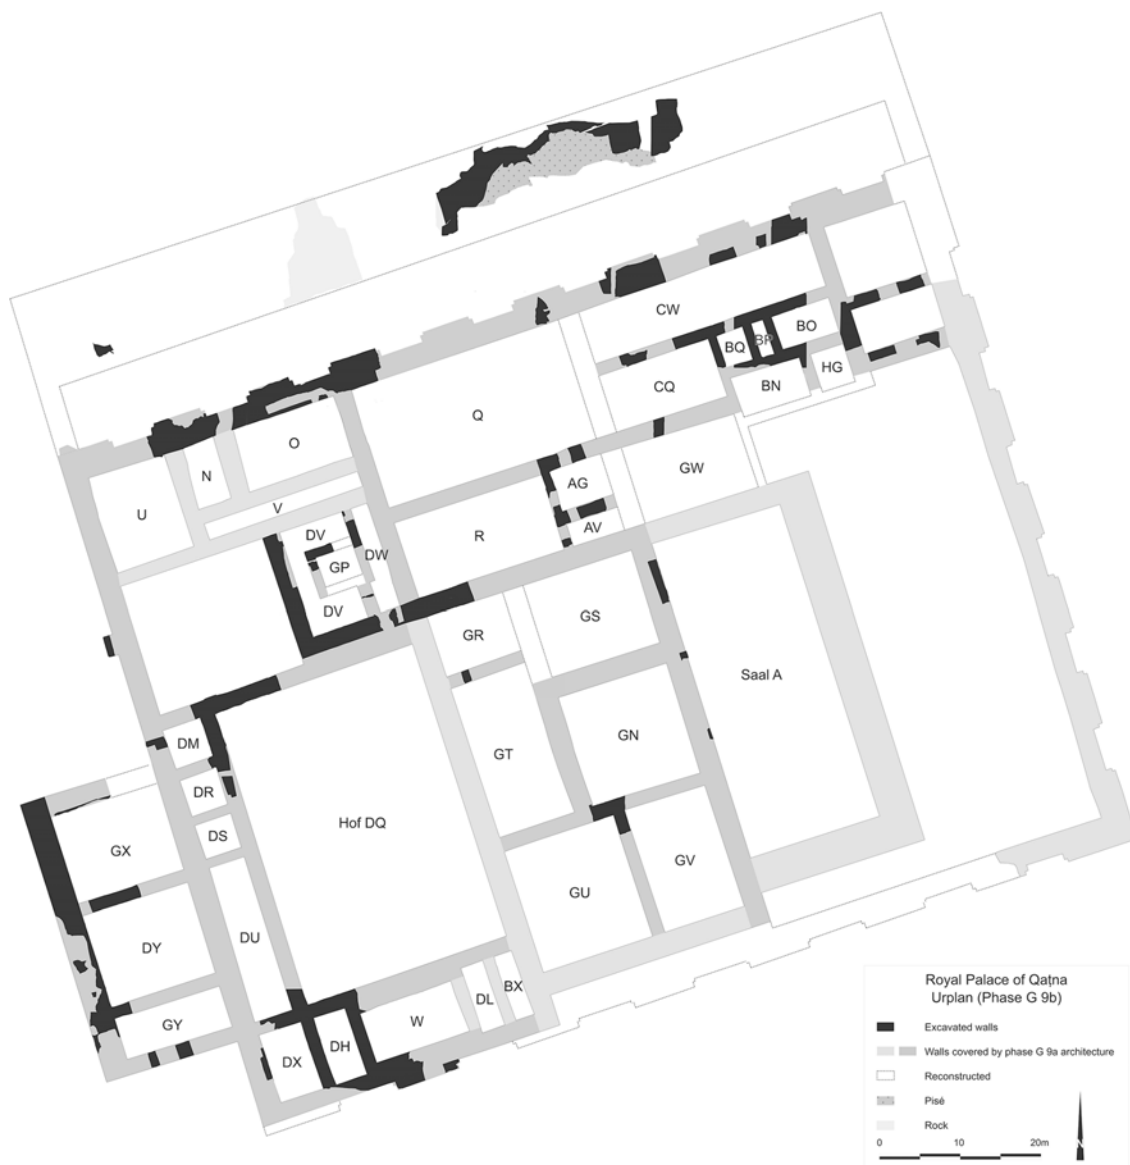 CW
BO
BP
BQ
HG
CQ
BN
Q
O
GW
N
AG
V
U
AV
DV
R
DW
GP
DV
GS
GR
Saal A
GN
DM
GT
DR
Hof DQ
DS
GX
GV
GU
DU
DY
BX
DL
GY
W
DH
DX
Royal Palace of Qaṭna
Urplan (Phase G 9b)
Excavated walls
Walls covered by phase G 9a architecture
Reconstructed
Pisé
Rock
N
0 10 20m